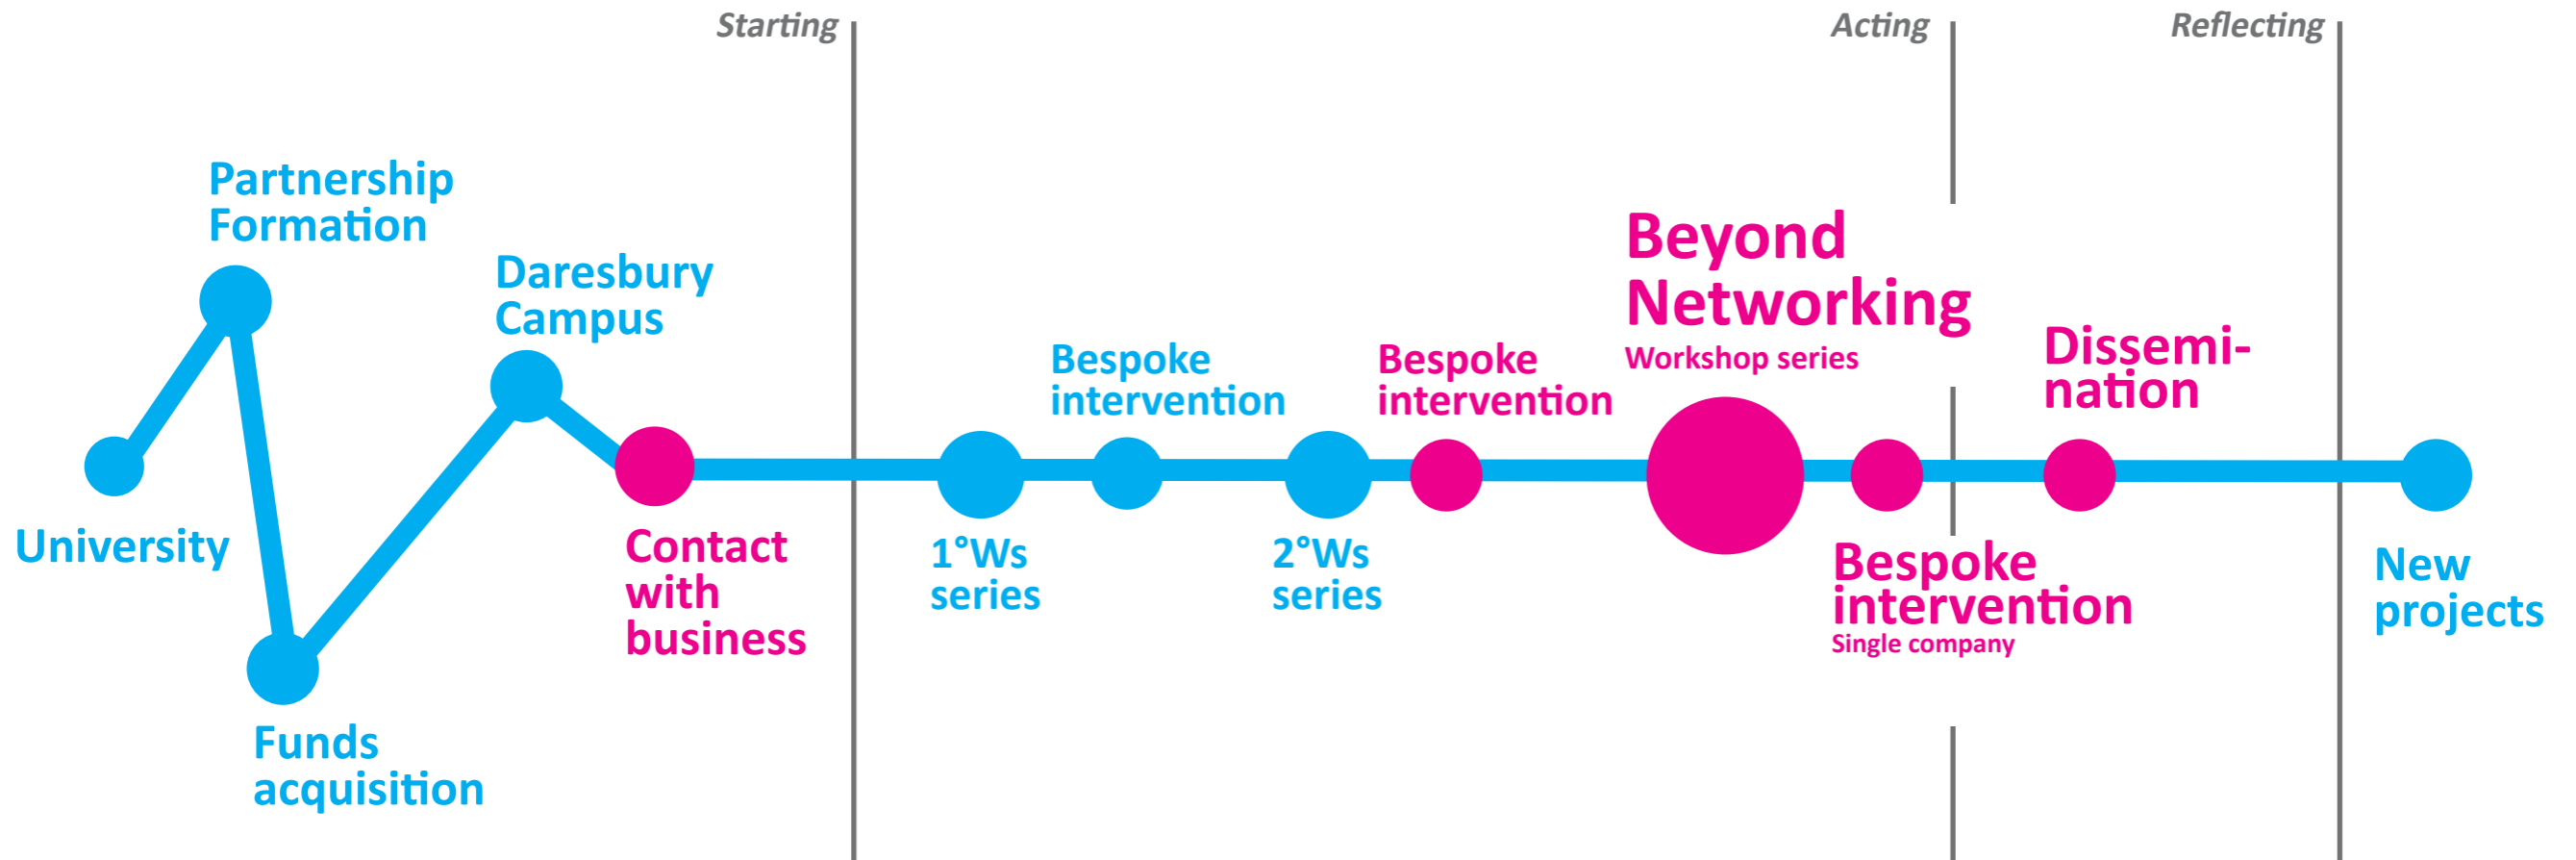 Starting
Acting
Reflecting
Partnership
Formation
Daresbury
Campus
Bespoke
intervention
Bespoke
intervention
Beyond
Networking
Workshop series
Dissemi-
nation
University
Contact
with
business
1°Ws
series
2°Ws
series
Bespoke
intervention
Single company
New
projects
Funds
acquisition